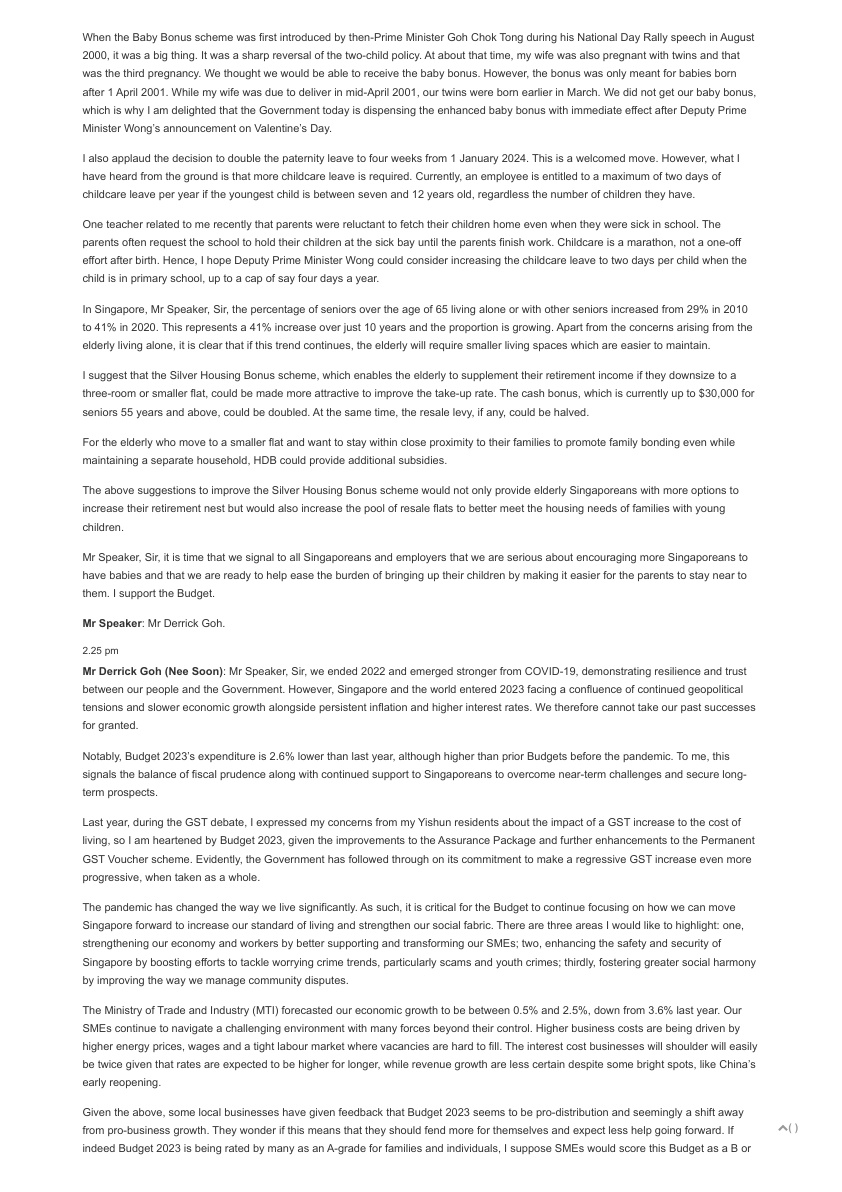 When the Baby Bonus scheme was first introduced by then-Prime Minister Goh Chok Tong during his National Day Rally speech in August
2000, it was a big thing. It was a sharp reversal of the two-child policy. At about that time, my wife was also pregnant with twins and that
was the third pregnancy. We thought we would be able to receive the baby bonus. However, the bonus was only meant for babies born
after 1 April 2001. While my wife was due to deliver in mid-April 2001, our twins were born earlier in March. We did not get our baby bonus,
which is why I am delighted that the Government today is dispensing the enhanced baby bonus with immediate effect after Deputy Prime
Minister Wong’s announcement on Valentine’s Day.
I also applaud the decision to double the paternity leave to four weeks from 1 January 2024. This is a welcomed move. However, what I
have heard from the ground is that more childcare leave is required. Currently, an employee is entitled to a maximum of two days of
childcare leave per year if the youngest child is between seven and 12 years old, regardless the number of children they have.
One teacher related to me recently that parents were reluctant to fetch their children home even when they were sick in school. The
parents often request the school to hold their children at the sick bay until the parents finish work. Childcare is a marathon, not a one-off
effort after birth. Hence, I hope Deputy Prime Minister Wong could consider increasing the childcare leave to two days per child when the
child is in primary school, up to a cap of say four days a year.
In Singapore, Mr Speaker, Sir, the percentage of seniors over the age of 65 living alone or with other seniors increased from 29% in 2010
to 41% in 2020. This represents a 41% increase over just 10 years and the proportion is growing. Apart from the concerns arising from the
elderly living alone, it is clear that if this trend continues, the elderly will require smaller living spaces which are easier to maintain.
I suggest that the Silver Housing Bonus scheme, which enables the elderly to supplement their retirement income if they downsize to a
three-room or smaller flat, could be made more attractive to improve the take-up rate. The cash bonus, which is currently up to $30,000 for
seniors 55 years and above, could be doubled. At the same time, the resale levy, if any, could be halved.
For the elderly who move to a smaller flat and want to stay within close proximity to their families to promote family bonding even while
maintaining a separate household, HDB could provide additional subsidies.
The above suggestions to improve the Silver Housing Bonus scheme would not only provide elderly Singaporeans with more options to
increase their retirement nest but would also increase the pool of resale flats to better meet the housing needs of families with young
children.
Mr Speaker, Sir, it is time that we signal to all Singaporeans and employers that we are serious about encouraging more Singaporeans to
have babies and that we are ready to help ease the burden of bringing up their children by making it easier for the parents to stay near to
them. I support the Budget.
Mr Speaker: Mr Derrick Goh.
2.25 pm
Mr Derrick Goh (Nee Soon): Mr Speaker, Sir, we ended 2022 and emerged stronger from COVID-19, demonstrating resilience and trust
between our people and the Government. However, Singapore and the world entered 2023 facing a confluence of continued geopolitical
tensions and slower economic growth alongside persistent inflation and higher interest rates. We therefore cannot take our past successes
for granted.
Notably, Budget 2023’s expenditure is 2.6% lower than last year, although higher than prior Budgets before the pandemic. To me, this
signals the balance of fiscal prudence along with continued support to Singaporeans to overcome near-term challenges and secure long-
term prospects.
Last year, during the GST debate, I expressed my concerns from my Yishun residents about the impact of a GST increase to the cost of
living, so I am heartened by Budget 2023, given the improvements to the Assurance Package and further enhancements to the Permanent
GST Voucher scheme. Evidently, the Government has followed through on its commitment to make a regressive GST increase even more
progressive, when taken as a whole.
The pandemic has changed the way we live significantly. As such, it is critical for the Budget to continue focusing on how we can move
Singapore forward to increase our standard of living and strengthen our social fabric. There are three areas I would like to highlight: one,
strengthening our economy and workers by better supporting and transforming our SMEs; two, enhancing the safety and security of
Singapore by boosting efforts to tackle worrying crime trends, particularly scams and youth crimes; thirdly, fostering greater social harmony
by improving the way we manage community disputes.
The Ministry of Trade and Industry (MTI) forecasted our economic growth to be between 0.5% and 2.5%, down from 3.6% last year. Our
SMEs continue to navigate a challenging environment with many forces beyond their control. Higher business costs are being driven by
higher energy prices, wages and a tight labour market where vacancies are hard to fill. The interest cost businesses will shoulder will easily
be twice given that rates are expected to be higher for longer, while revenue growth are less certain despite some bright spots, like China’s
early reopening.
Given the above, some local businesses have given feedback that Budget 2023 seems to be pro-distribution and seemingly a shift away
from pro-business growth. They wonder if this means that they should fend more for themselves and expect less help going forward. If
indeed Budget 2023 is being rated by many as an A-grade for families and individuals, I suppose SMEs would score this Budget as a B or
( )